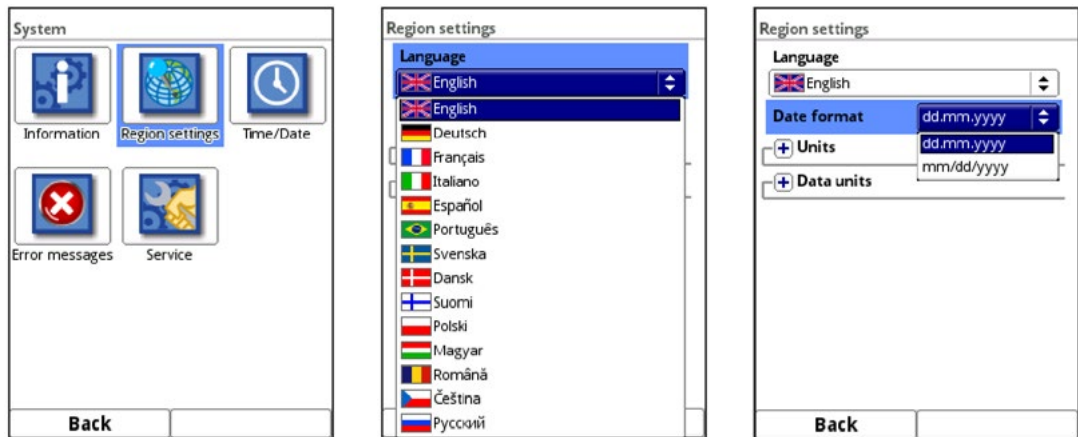 System
Information
Region settings
Time/Date
Error messages
Service
Back
Region settings
Language
English
English
Deutsch
Français
Italiano
Español
Português
Svenska
Dansk
Suomi
Polski
Magyar
Română
Čeština
Русский
Region settings
Language
English
Date format
dd.mm.yyyy
dd.mm.yyyy
mm/dd/yyyy
Units
Data units
Back